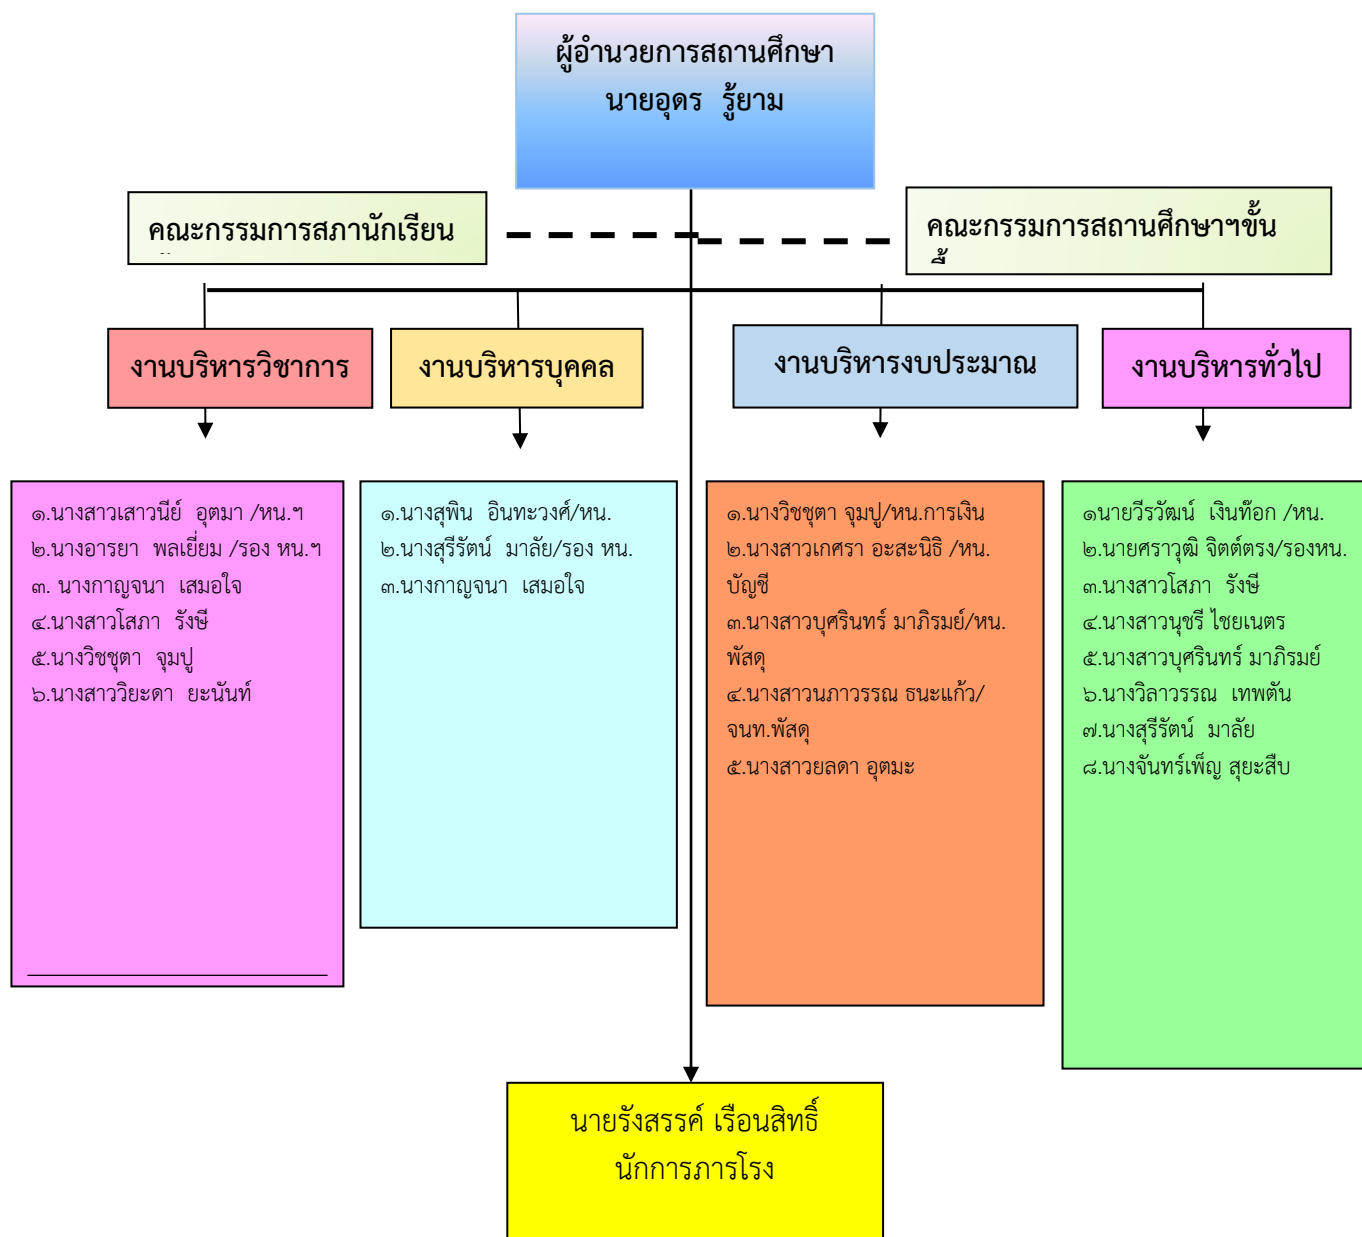 ผู้อำนวยการสถานศึกษา
นายอุดร  รู้ยาม
คณะกรรมการสภานักเรียน
คณะกรรมการสถานศึกษาฯขั้น
งานบริหารวิชาการ
งานบริหารบุคคล
งานบริหารงบประมาณ
งานบริหารทั่วไป
๑.นางสาวเสาวนีย์  อุตมา /หน.ฯ
๒.นางอารยา  พลเยี่ยม /รอง หน.ฯ
๓. นางกาญจนา  เสมอใจ
๔.นางสาวโสภา  รังษี
๕.นางวิชชุตา  จุมปู
๖.นางสาววิยะดา  ยะนันท์
๑.นางสุพิน  อินทะวงศ์/หน.
๒.นางสุรีรัตน์  มาลัย/รอง หน.
๓.นางกาญจนา  เสมอใจ
๑.นางวิชชุตา จุมปู/หน.การเงิน
๒.นางสาวเกศรา อะสะนิธิ /หน.
บัญชี
๓.นางสาวบุศรินทร์ มาภิรมย์/หน.
พัสดุ
๔.นางสาวนภาวรรณ ธนะแก้ว/
จนท.พัสดุ
๕.นางสาวยลดา อุตมะ
๑นายวีรวัฒน์  เงินท๊อก /หน.
๒.นายศราวุฒิ จิตต์ตรง/รองหน.
๓.นางสาวโสภา  รังษี
๔.นางสาวนุชรี ไชยเนตร
๕.นางสาวบุศรินทร์ มาภิรมย์
๖.นางวิลาวรรณ  เทพตัน
๗.นางสุรีรัตน์  มาลัย
๘.นางจันทร์เพ็ญ สุยะสืบ
นายรังสรรค์ เรือนสิทธิ์
นักการภารโรง